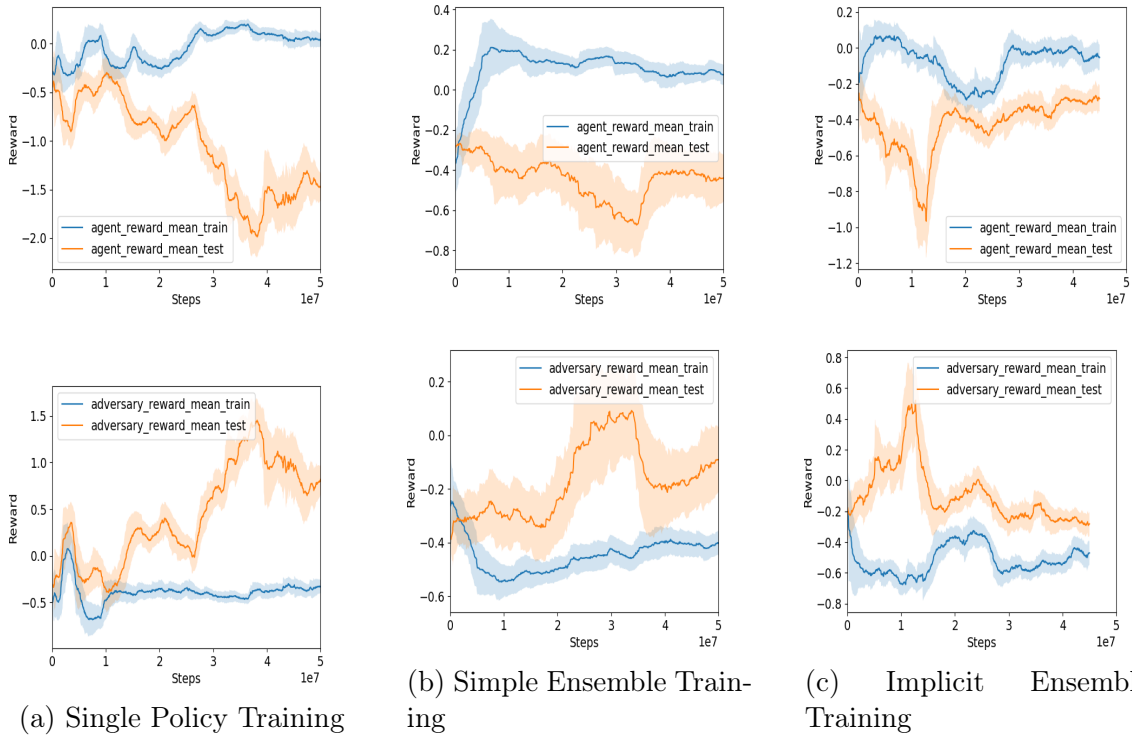 0.0
−0.5
−1.0
−1.5
−2.0
Reward
agent_reward_mean_train
agent_reward_mean_test
0 1 2 3 4 5
Steps
1e7
0.4
0.2
0.0
−0.2
−0.4
−0.6
−0.8
Reward
agent_reward_mean_train
agent_reward_mean_test
0 1 2 3 4 5
Steps
1e7
0.2
0.0
−0.2
−0.4
−0.6
−0.8
−1.0
−1.2
Reward
agent_reward_mean_train
agent_reward_mean_test
0 1 2 3 4 5
Steps
1e7
1.5
1.0
0.5
0.0
−0.5
Reward
adversary_reward_mean_train
adversary_reward_mean_test
0 1 2 3 4 5
Steps
1e7
(a) Single Policy Training
0.2
0.0
−0.2
−0.4
−0.6
Reward
adversary_reward_mean_train
adversary_reward_mean_test
0 1 2 3 4 5
Steps
1e7
(b) Simple Ensemble Train-
ing
0.8
0.6
0.4
0.2
0.0
−0.2
−0.4
−0.6
−0.8
Reward
adversary_reward_mean_train
adversary_reward_mean_test
0 1 2 3 4 5
Steps
1e7
(c) Implicit Ensembl
Training